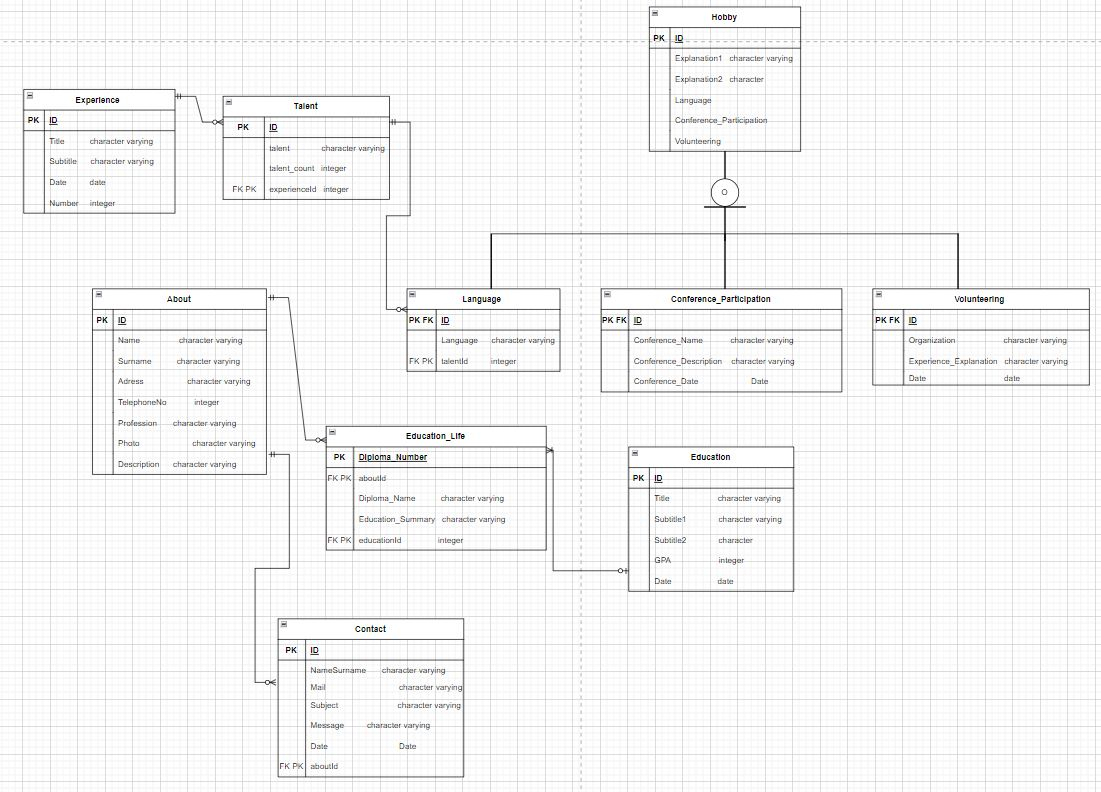 Hobby
PK ID
Explanation1 character varying
Explanation2 character
Language
Conference_Participation
Volunteering
Experience
PK ID
Title character varying
Subtitle character varying
Date date
Number integer
Talent
PK ID
talent character varying
talent_count integer
FK PK experienceId integer
About
PK ID
Name character varying
Surname character varying
Adress character varying
TelephoneNo integer
Profession character varying
Photo character varying
Description character varying
Language
PK FK ID
Language character varying
FK PK talentId integer
Conference_Participation
PK FK ID
Conference_Name character varying
Conference_Description character varying
Conference_Date Date
Volunteering
PK FK ID
Organization character varying
Experience_Explanation character varying
Date date
Education_Life
PK Diploma_Number
FK PK aboutId
Diploma_Name character varying
Education_Summary character varying
FK PK educationId integer
Education
PK ID
Title character varying
Subtitle1 character varying
Subtitle2 character
GPA integer
Date date
Contact
PK ID
NameSurname character varying
Mail character varying
Subject character varying
Message character varying
Date Date
FK PK aboutId